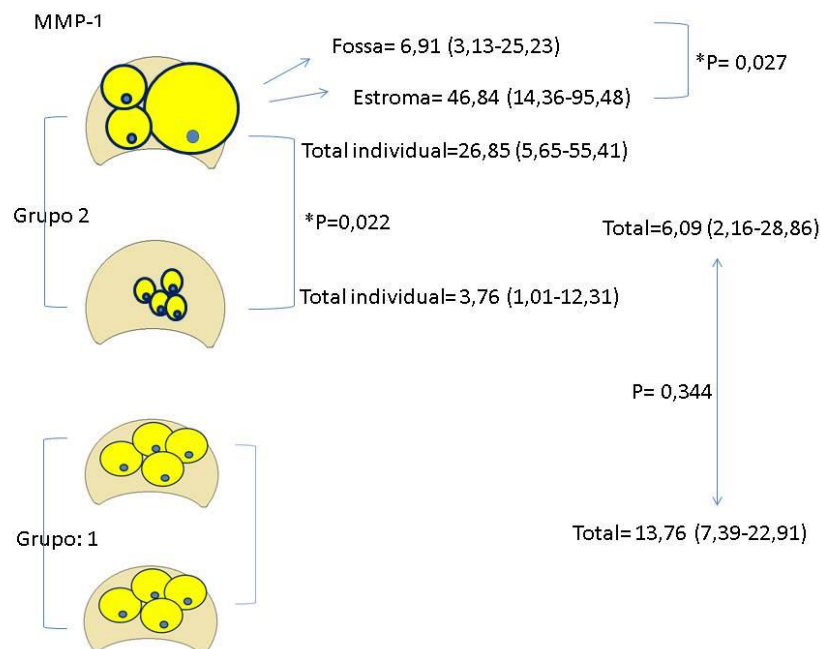 MMP-1
Fossa= 6,91 (3,13-25,23)
*P= 0,027
Estroma= 46,84 (14,36-95,48)
Total individual=26,85 (5,65-55,41)
Grupo 2
*P=0,022
Total=6,09 (2,16-28,86)
Total individual=3,76 (1,01-12,31)
P= 0,344
Grupo: 1
Total= 13,76 (7,39-22,91)